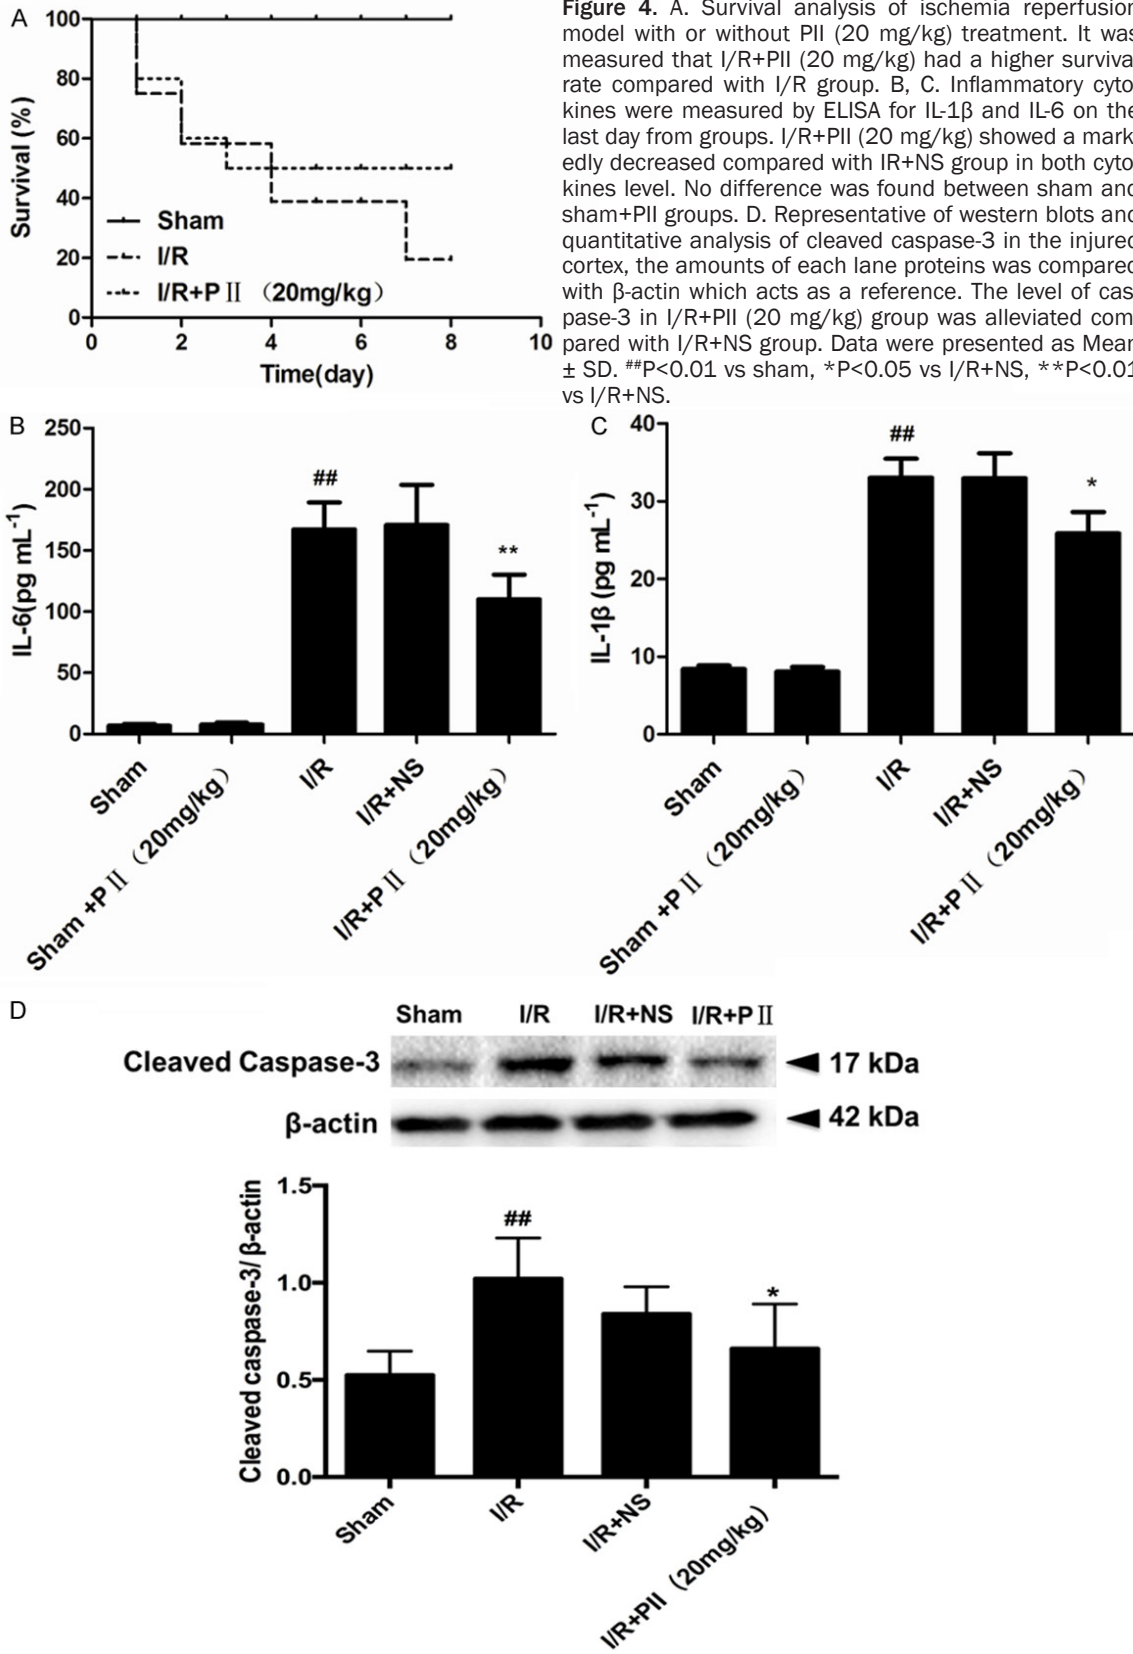 A
100
80
60
40
20
0
Survival (%)
Sham
I/R
I/R+PⅡ（20mg/kg）
0 2 4 6 8 10
Time(day)
Figure 4. A. Survival analysis of ischemia reperfusion
model with or without PII (20 mg/kg) treatment. It was
measured that I/R+PII (20 mg/kg) had a higher surviva
rate compared with I/R group. B, C. Inflammatory cyto
kines were measured by ELISA for IL-1β and IL-6 on the
last day from groups. I/R+PII (20 mg/kg) showed a mark
edly decreased compared with IR+NS group in both cyto
kines level. No difference was found between sham and
sham+PII groups. D. Representative of western blots and
quantitative analysis of cleaved caspase-3 in the injured
cortex, the amounts of each lane proteins was compared
with β-actin which acts as a reference. The level of cas
pase-3 in I/R+PII (20 mg/kg) group was alleviated com
pared with I/R+NS group. Data were presented as Mean
± SD. ##P<0.01 vs sham, *P<0.05 vs I/R+NS, **P<0.01
vs I/R+NS.
B
250
200
150
100
50
0
IL-6(pg mL-1)
##
**
Sham
Sham +PⅡ（20mg/kg）
I/R
I/R+NS
I/R+PⅡ（20mg/kg）
C
40
30
20
10
0
IL-1β (pg mL-1)
##
*
Sham
Sham +PⅡ（20mg/kg）
I/R
I/R+NS
I/R+PⅡ（20mg/kg）
D
Sham I/R I/R+NS I/R+PⅡ
Cleaved Caspase-3 17 kDa
β-actin 42 kDa
1.5
1.0
0.5
0.0
Cleaved caspase-3/ β-actin
##
*
Sham
I/R
I/R+NS
I/R+PII（20mg/kg）